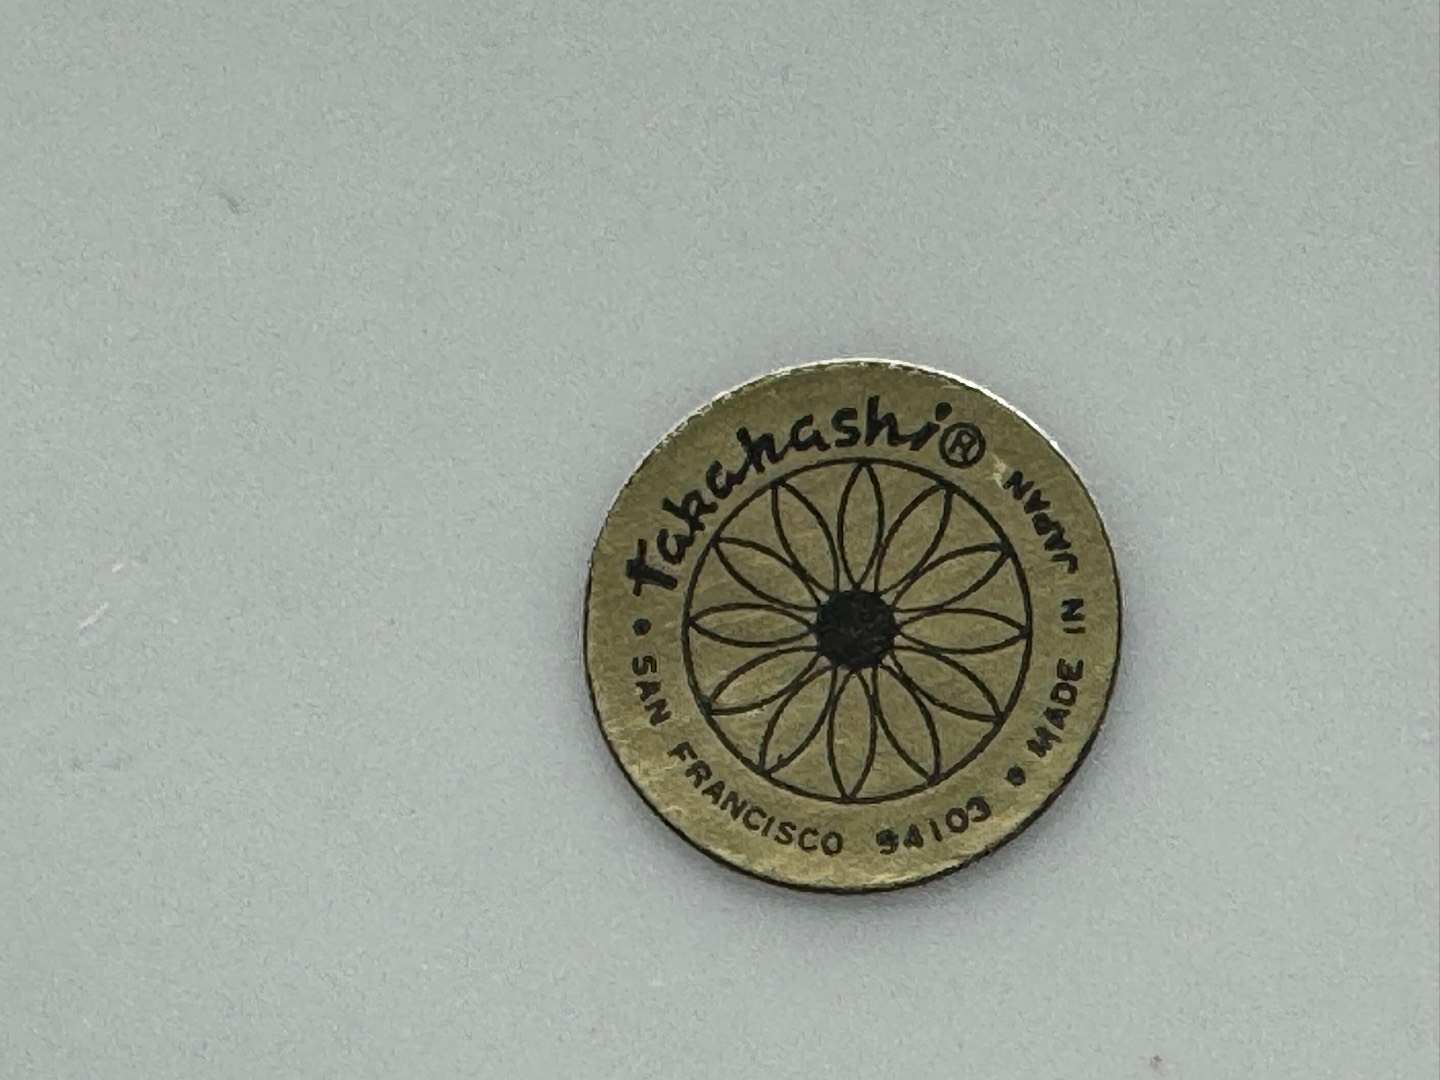 Takahashi®
MADE IN JAPAN
• SAN FRANCISCO 94103 •